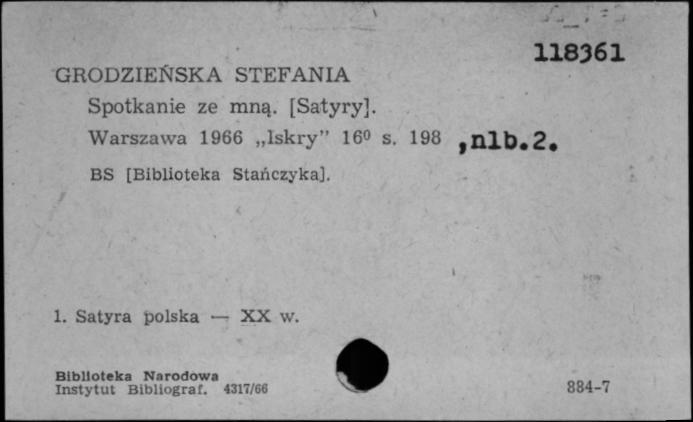 118361
GRODZIEŃSKA STEFANIA
Spotkanie ze mną. [Satyry].
Warszawa 1966 „Iskry” 16⁰ s. 198 ,nlb.2.
BS [Biblioteka Stańczyka].
1. Satyra polska — XX w.
Biblioteka Narodowa
Instytut Bibliograf. 4317/66
884-7